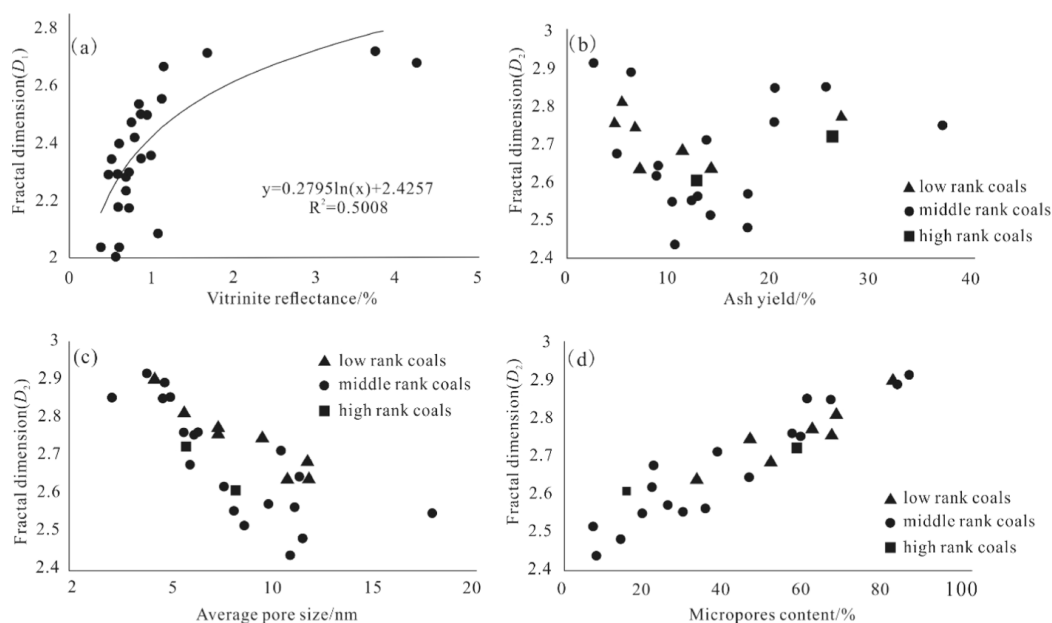 (a)
Fractal dimension(D₁)
2.8
2.6
2.4
2.2
2
y=0.2795ln(x)+2.4257
R²=0.5008
0 1 2 3 4 5
Vitrinite reflectance/%
(b)
Fractal dimension(D₂)
3
2.9
2.8
2.7
2.6
2.5
2.4
low rank coals
middle rank coals
high rank coals
0 10 20 30 40
Ash yield/%
(c)
Fractal dimension(D₂)
3
2.9
2.8
2.7
2.6
2.5
2.4
low rank coals
middle rank coals
high rank coals
2 5 10 15 20
Average pore size/nm
(d)
Fractal dimension(D₂)
3
2.9
2.8
2.7
2.6
2.5
2.4
low rank coals
middle rank coals
high rank coals
0 20 40 60 80 100
Micropores content/%